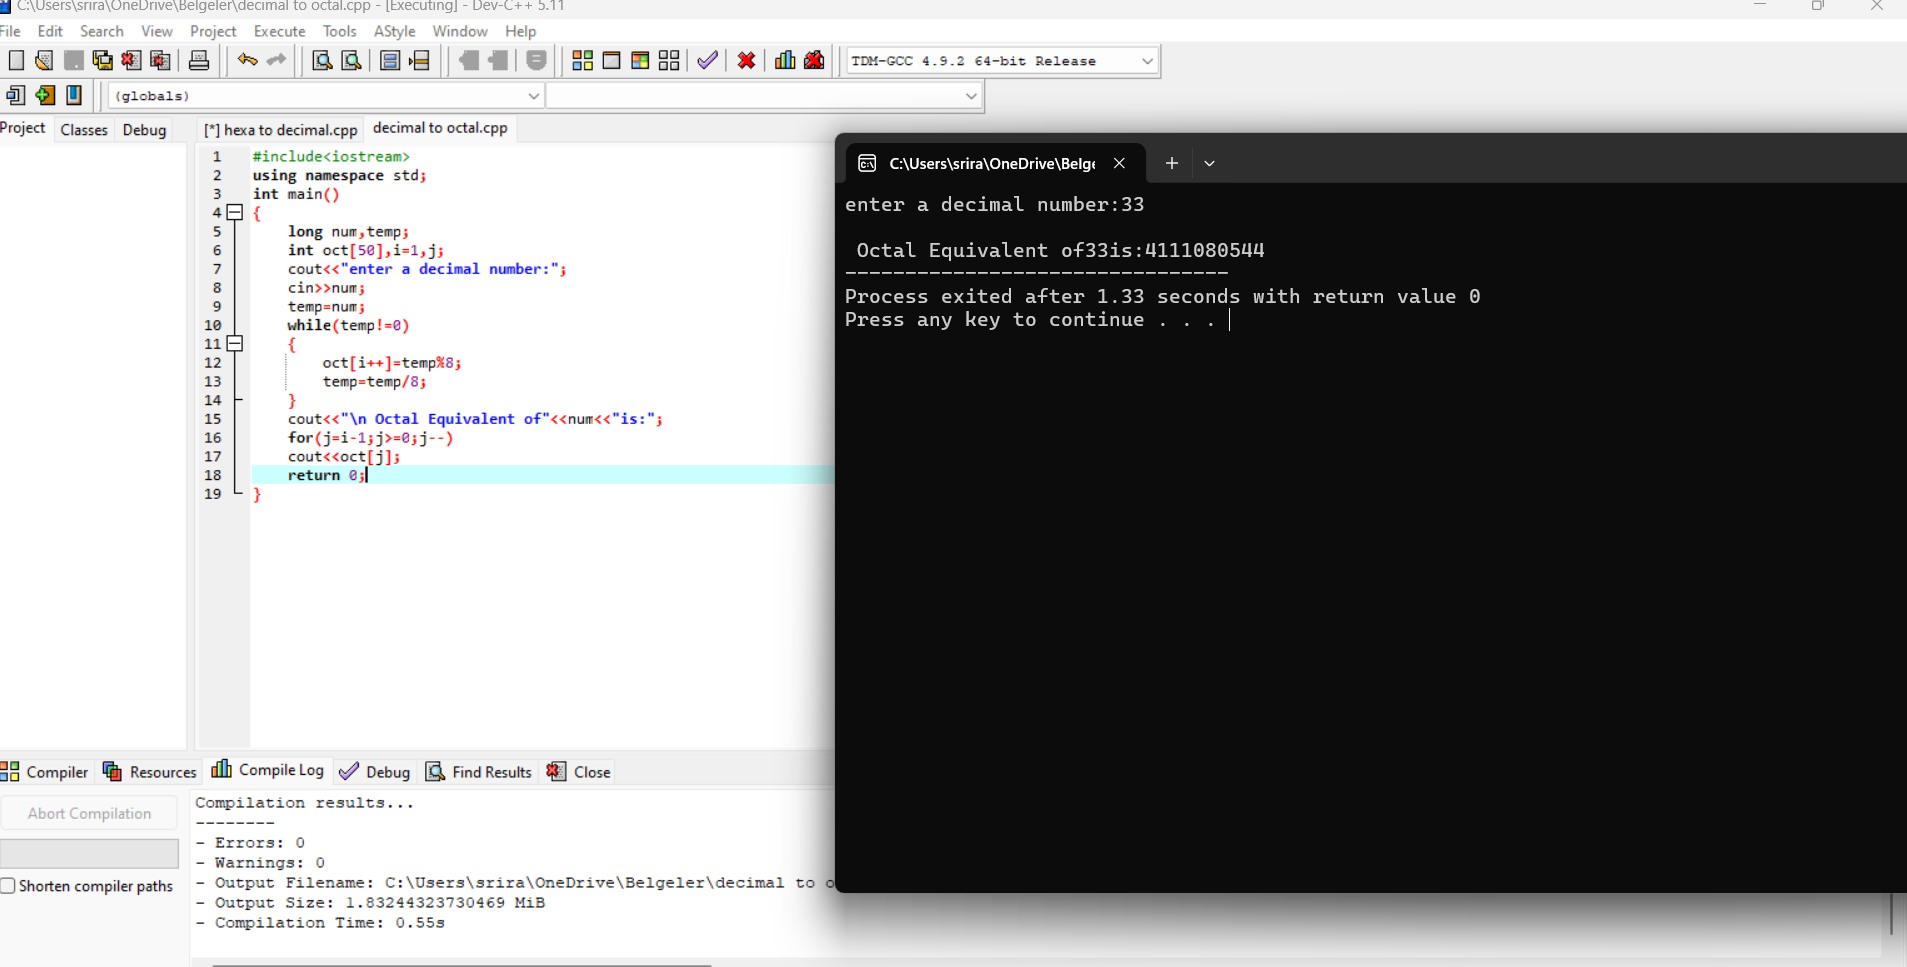 C:\Users\srira\OneDrive\Belgeler\decimal to octal.cpp - [Executing] - Dev-C++ 5.11
File Edit Search View Project Execute Tools AStyle Window Help
TDM-GCC 4.9.2 64-bit Release
(globals)
Project Classes Debug
[*] hexa to decimal.cpp decimal to octal.cpp
1 #include<iostream>
2 using namespace std;
3 int main()
4 {
5 long num,temp;
6 int oct[50],i=1,j;
7 cout<<"enter a decimal number:";
8 cin>>num;
9 temp=num;
10 while(temp!=0)
11 {
12 oct[i++]=temp%8;
13 temp=temp/8;
14 }
15 cout<<"\n Octal Equivalent of"<<num<<"is:";
16 for(j=i-1;j>=0;j--)
17 cout<<oct[j];
18 return 0;
19 }
C:\Users\srira\OneDrive\Belge
enter a decimal number:33
Octal Equivalent of33is:4111080544
--------------------------------
Process exited after 1.33 seconds with return value 0
Press any key to continue . . .
Compiler Resources Compile Log Debug Find Results Close
Abort Compilation
Shorten compiler paths
Compilation results...
--------
- Errors: 0
- Warnings: 0
- Output Filename: C:\Users\srira\OneDrive\Belgeler\decimal to o
- Output Size: 1.83244323730469 MiB
- Compilation Time: 0.55s